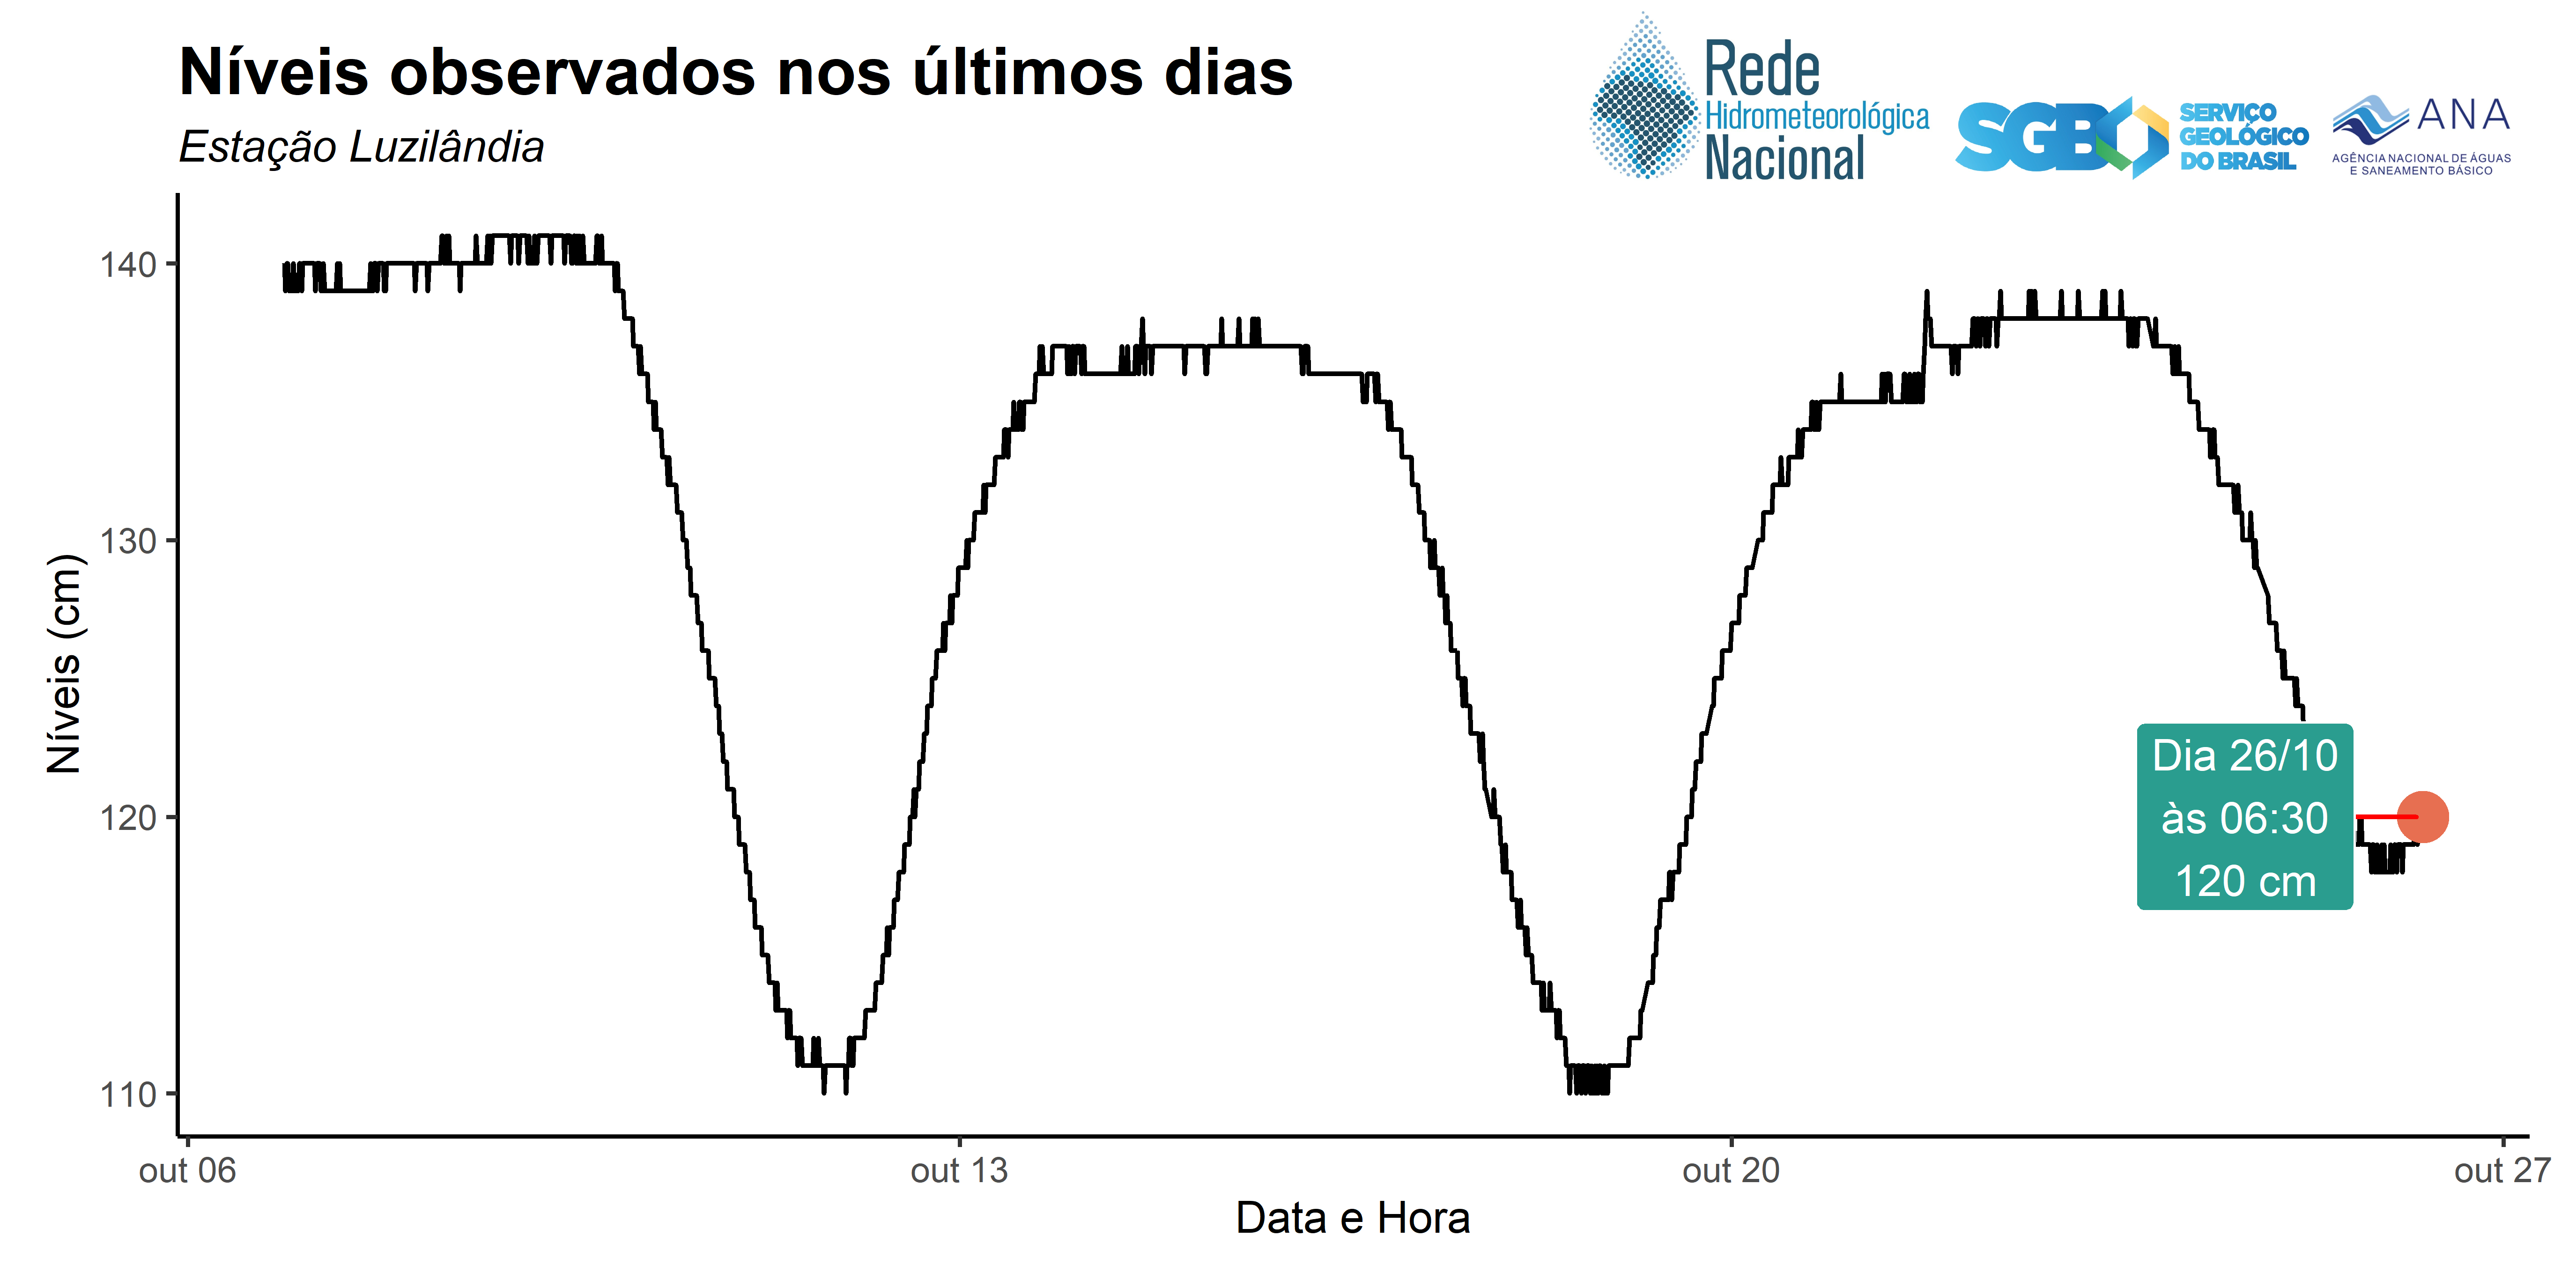 Níveis observados nos últimos dias
Estação Luzilândia
Rede
Hidrometeorológica
Nacional
SGB
SERVIÇO
GEOLÓGICO
DO BRASIL
ANA
AGÊNCIA NACIONAL DE ÁGUAS
E SANEAMENTO BÁSICO
Níveis (cm)
140
130
120
110
Dia 26/10
às 06:30
120 cm
out 06
out 13
out 20
out 27
Data e Hora